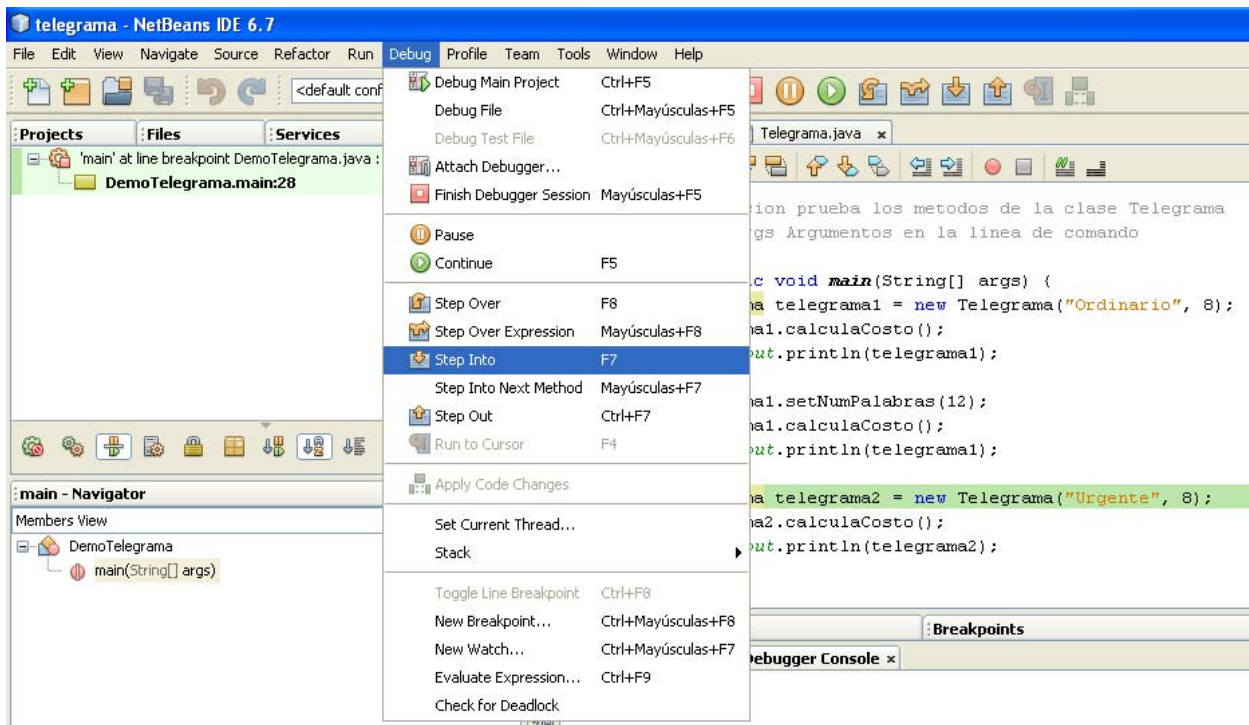 telegrama - NetBeans IDE 6.7
File Edit View Navigate Source Refactor Run Debug Profile Team Tools Window Help
<default conf
Projects Files Services
'main' at line breakpoint DemoTelegrama.java :
DemoTelegrama.main:28
main - Navigator
Members View
DemoTelegrama
main(String[] args)
Debug Main Project Ctrl+F5
Debug File Ctrl+Mayúsculas+F5
Debug Test File Ctrl+Mayúsculas+F6
Attach Debugger...
Finish Debugger Session Mayúsculas+F5
Pause
Continue F5
Step Over F8
Step Over Expression Mayúsculas+F8
Step Into F7
Step Into Next Method Mayúsculas+F7
Step Out Ctrl+F7
Run to Cursor F4
Apply Code Changes
Set Current Thread...
Stack
Toggle Line Breakpoint Ctrl+F8
New Breakpoint... Ctrl+Mayúsculas+F8
New Watch... Ctrl+Mayúsculas+F7
Evaluate Expression... Ctrl+F9
Check for Deadlock
Telegrama.java
ion prueba los metodos de la clase Telegrama
gs Argumentos en la linea de comando
c void main(String[] args) {
a telegrama1 = new Telegrama("Ordinario", 8);
a1.calculaCosto();
ut.println(telegrama1);
a1.setNumPalabras(12);
a1.calculaCosto();
ut.println(telegrama1);
a telegrama2 = new Telegrama("Urgente", 8);
a2.calculaCosto();
ut.println(telegrama2);
Breakpoints
ebugger Console